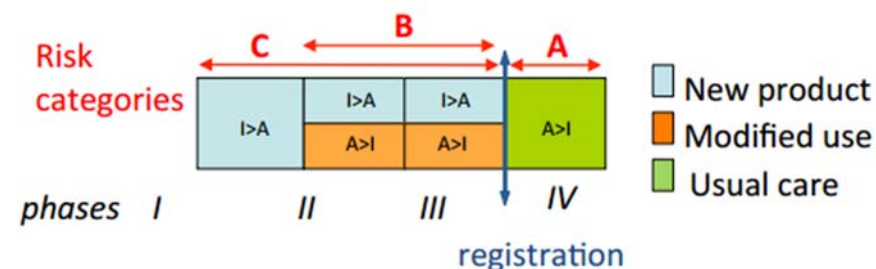 C
B
A
Risk
categories
I>A
I>A
I>A
A>I
A>I
A>I
New product
Modified use
Usual care
phases I II III IV
registration